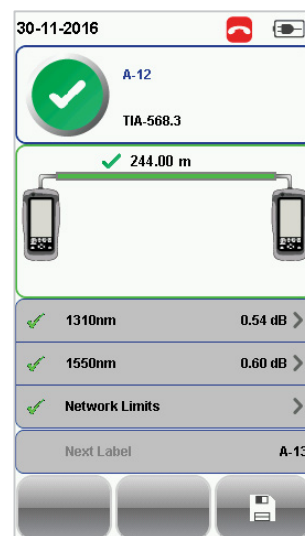 30-11-2016
A-12
TIA-568.3
244.00 m
1310nm 0.54 dB
1550nm 0.60 dB
Network Limits
Next Label A-13